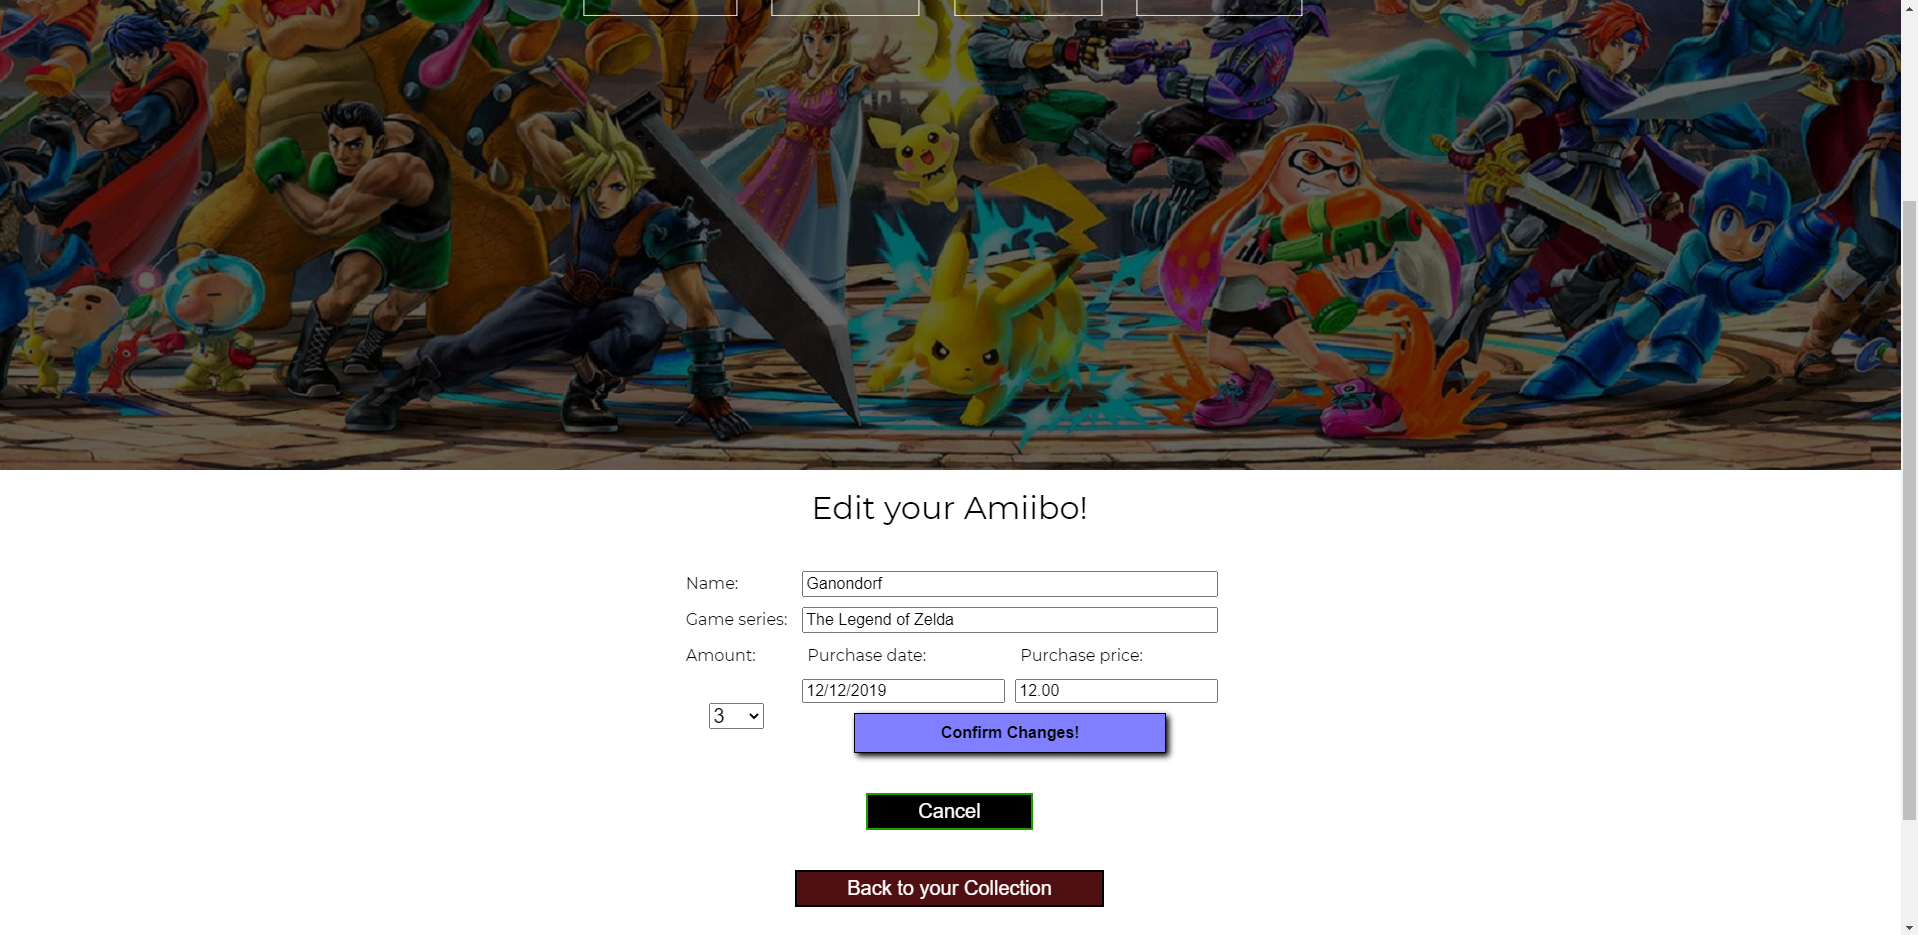 Edit your Amiibo!
Name: Ganondorf
Game series: The Legend of Zelda
Amount: Purchase date: Purchase price:
12/12/2019 12.00
3
Confirm Changes!
Cancel
Back to your Collection